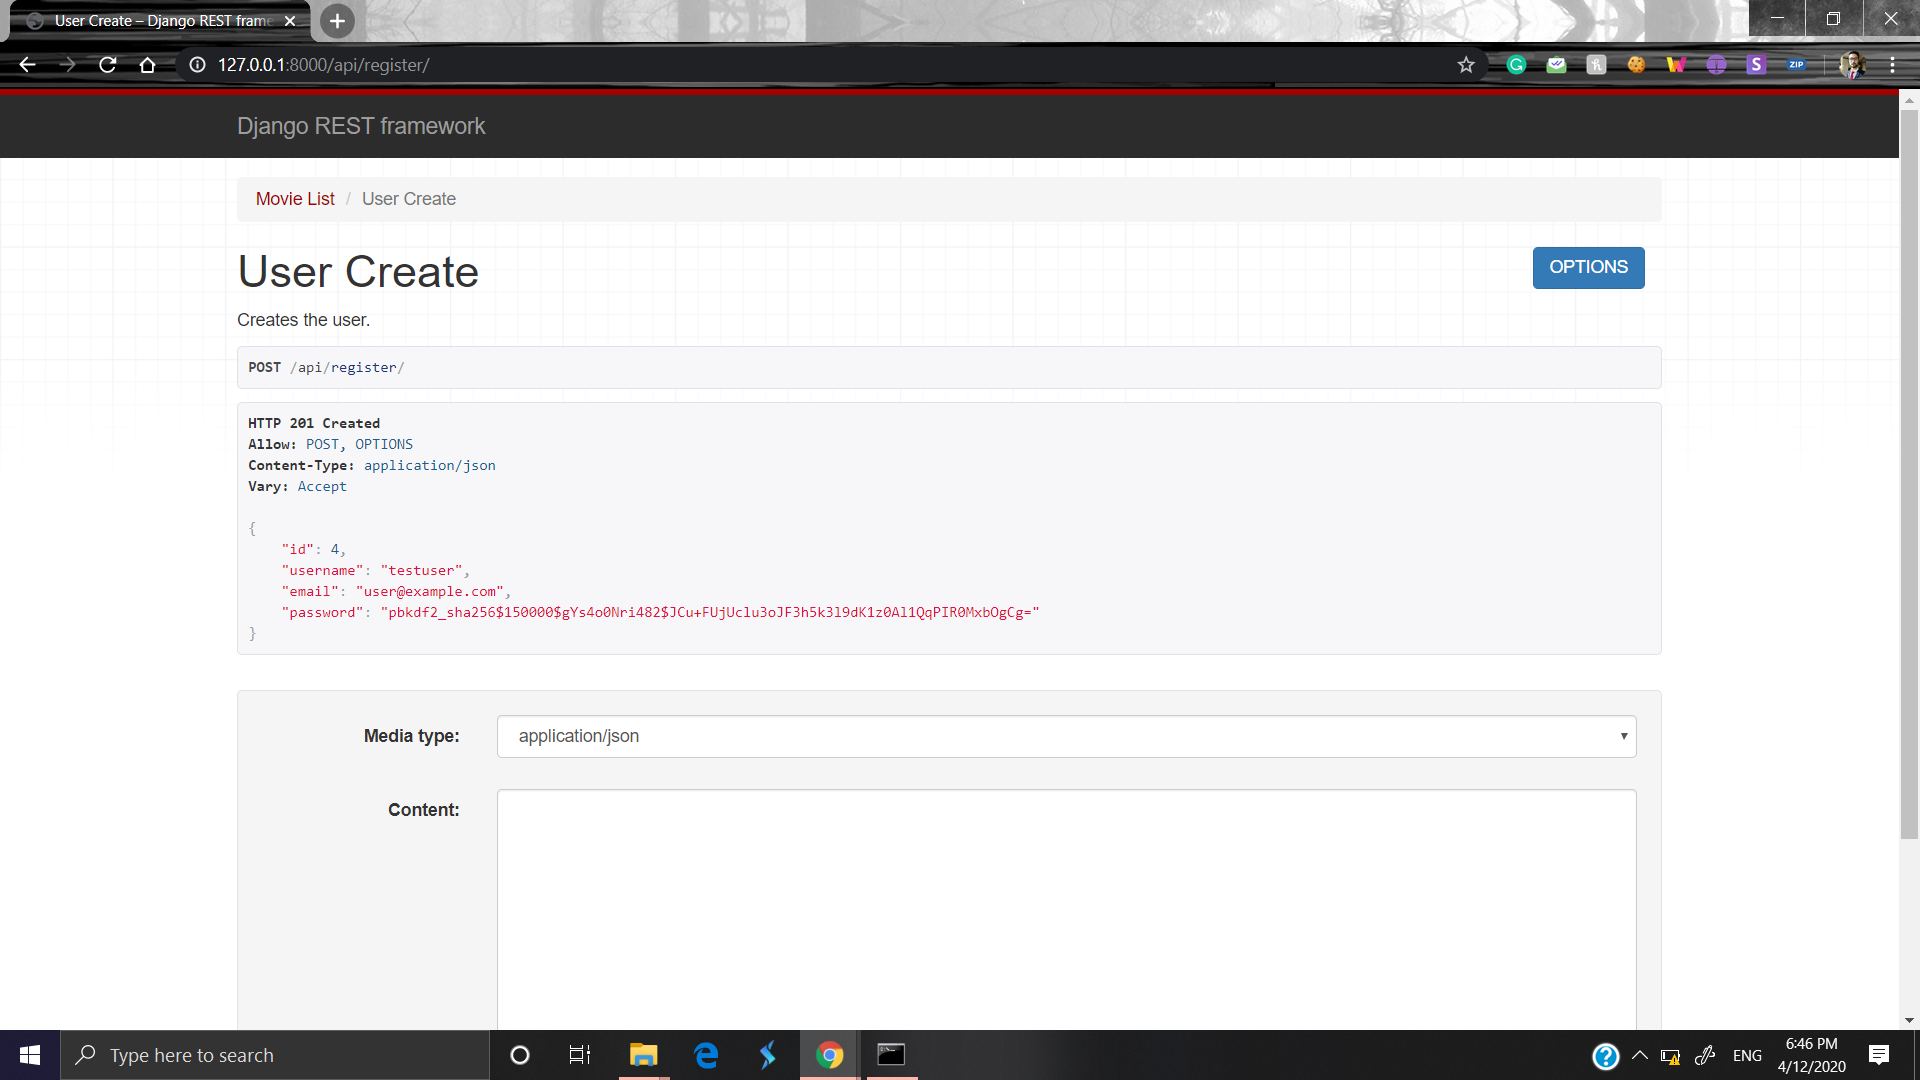 User Create – Django REST fram
127.0.0.1:8000/api/register/
S
ZIP
Django REST framework
Movie List / User Create
User Create
OPTIONS
Creates the user.
POST /api/register/
HTTP 201 Created
Allow: POST, OPTIONS
Content-Type: application/json
Vary: Accept
{
"id": 4,
"username": "testuser",
"email": "user@example.com",
"password": "pbkdf2_sha256$150000$gYs4o0Nri482$JCu+FUjUclu3oJF3h5k3l9dK1z0Al1QqPIR0MxbOgCg="
}
Media type:
application/json
Content:
Type here to search
ENG
6:46 PM
4/12/2020